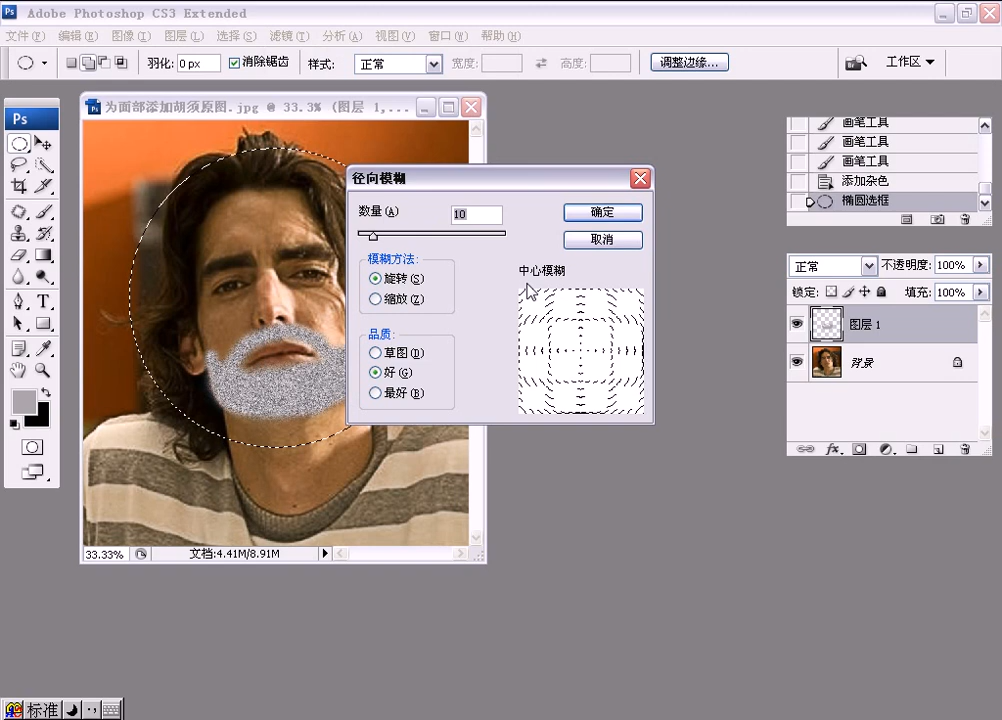 Ps Adobe Photoshop CS3 Extended
文件(F) 编辑(E) 图像(I) 图层(L) 选择(S) 滤镜(T) 分析(A) 视图(V) 窗口(W) 帮助(H)
羽化: 0 px 消除锯齿 样式: 正常 宽度: 高度: 调整边缘... 工作区
Ps
为面部添加胡须原图.jpg @ 33.3% (图层 1,...
画笔工具
画笔工具
画笔工具
添加杂色
椭圆选框
径向模糊
数量(A) 10 确定
取消
模糊方法:
旋转(S)
缩放(Z)
中心模糊
品质:
草图(D)
好(G)
最好(B)
正常 不透明度: 100%
锁定: 填充: 100%
图层 1
背景
T
fx.
33.33% 文档:4.41M/8.91M
标准